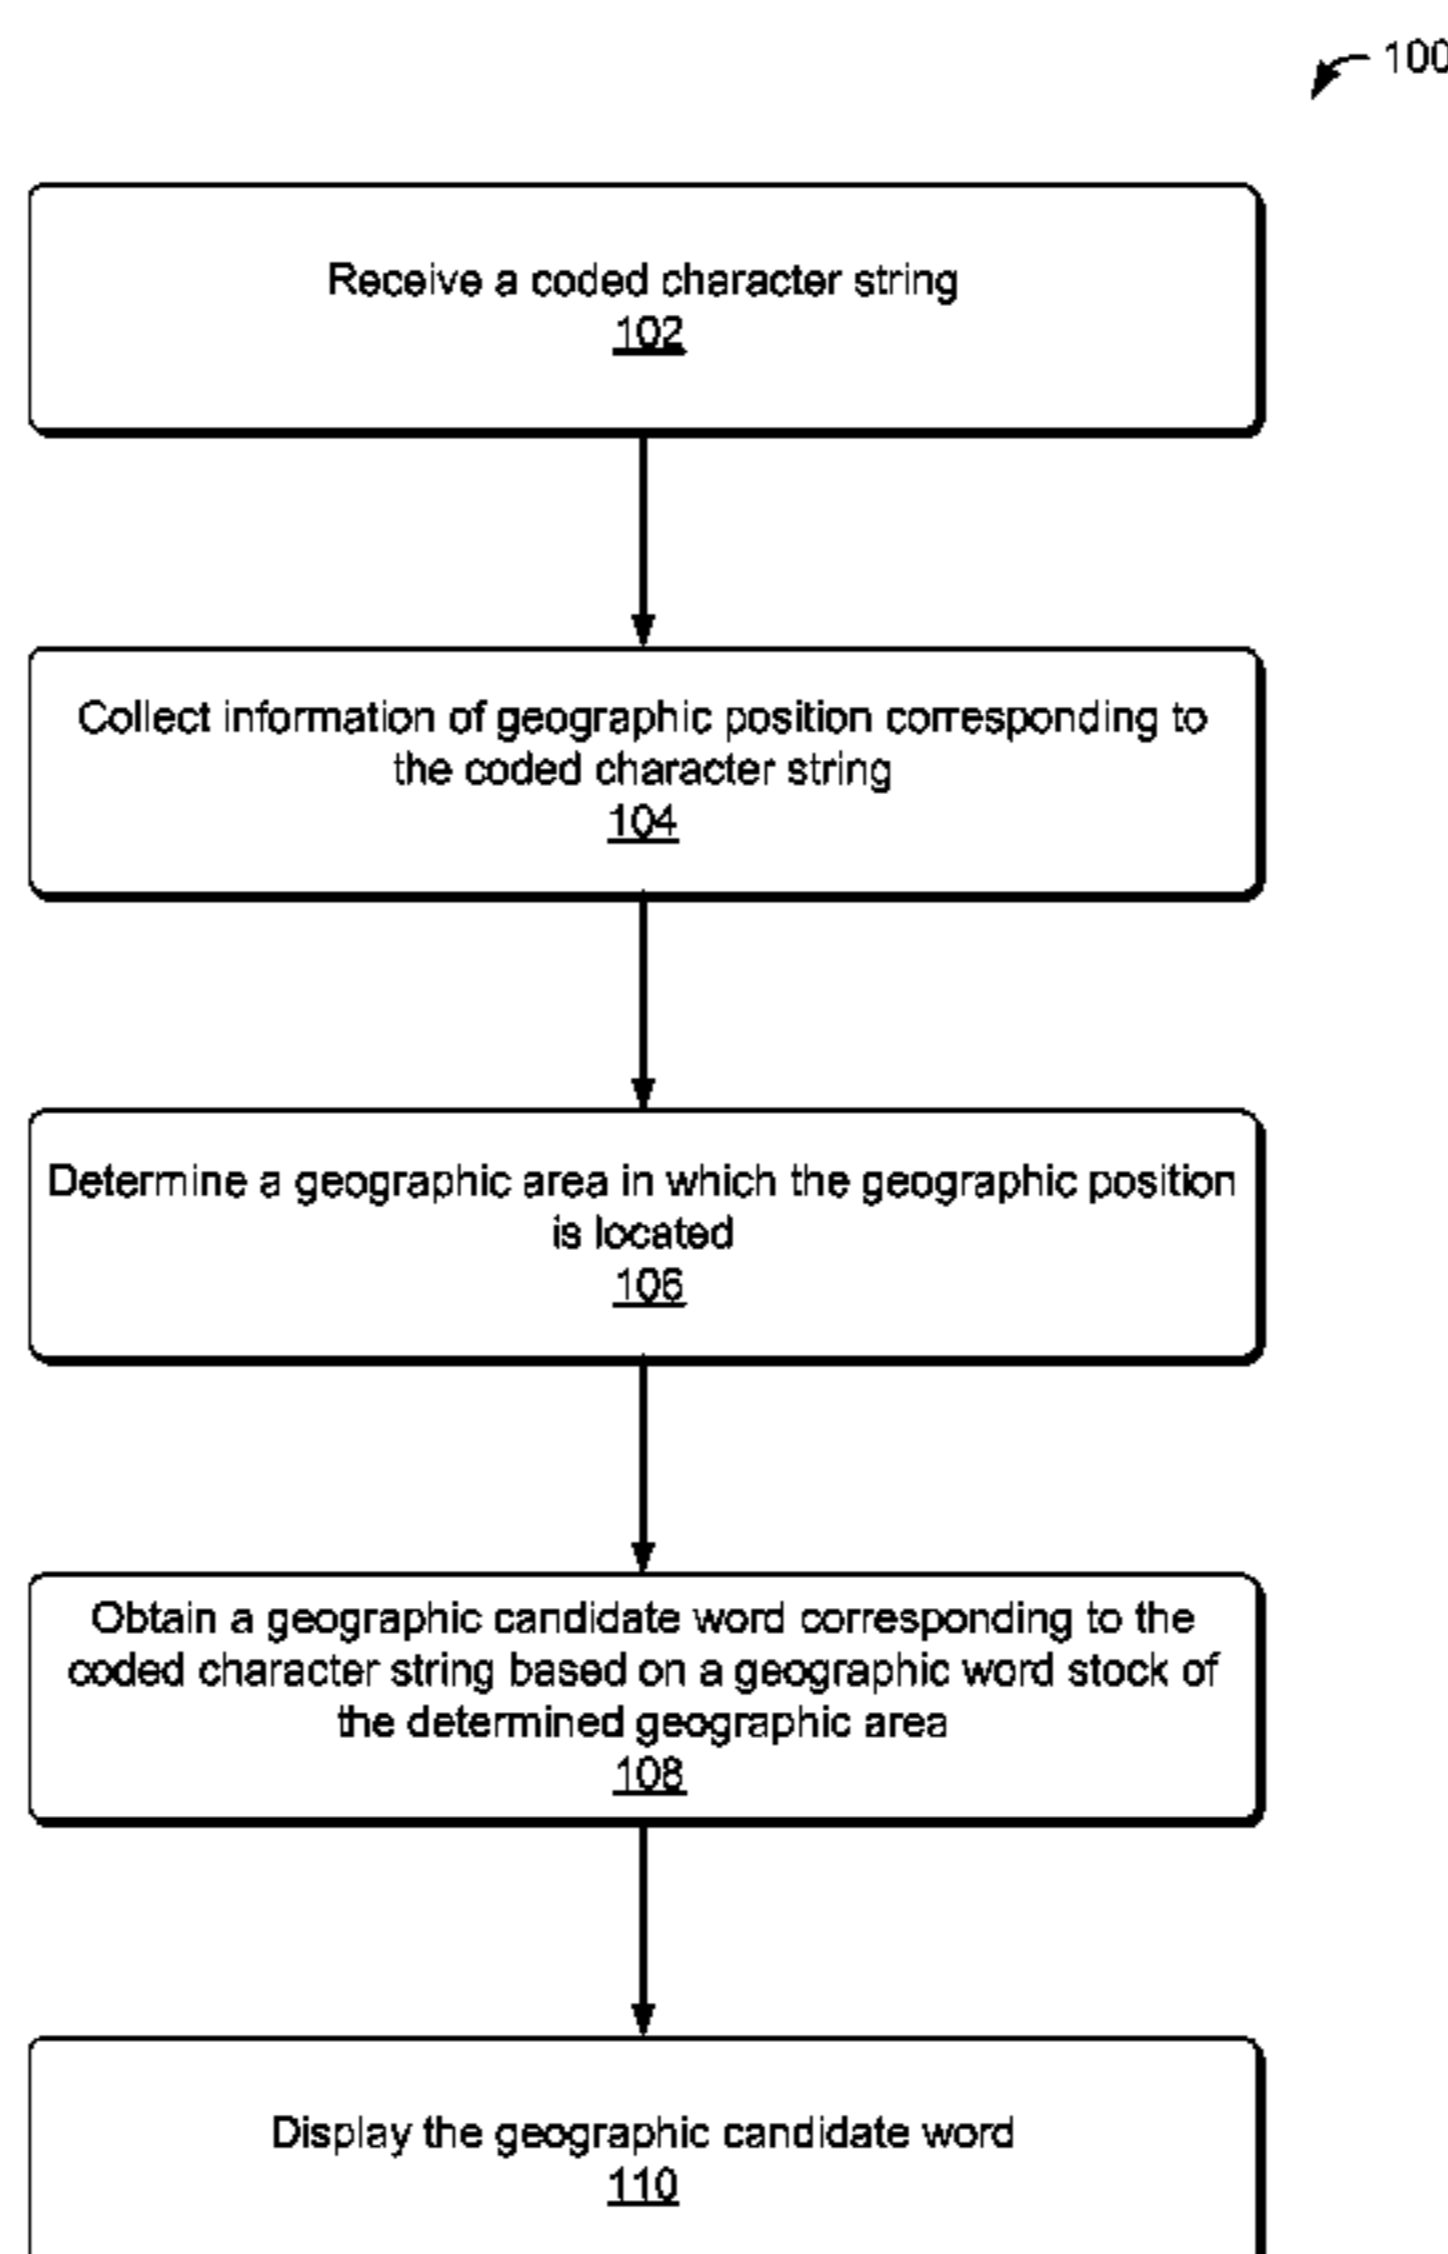 100
Receive a coded character string
102
Collect information of geographic position corresponding to
the coded character string
104
Determine a geographic area in which the geographic position
is located
106
Obtain a geographic candidate word corresponding to the
coded character string based on a geographic word stock of
the determined geographic area
108
Display the geographic candidate word
110